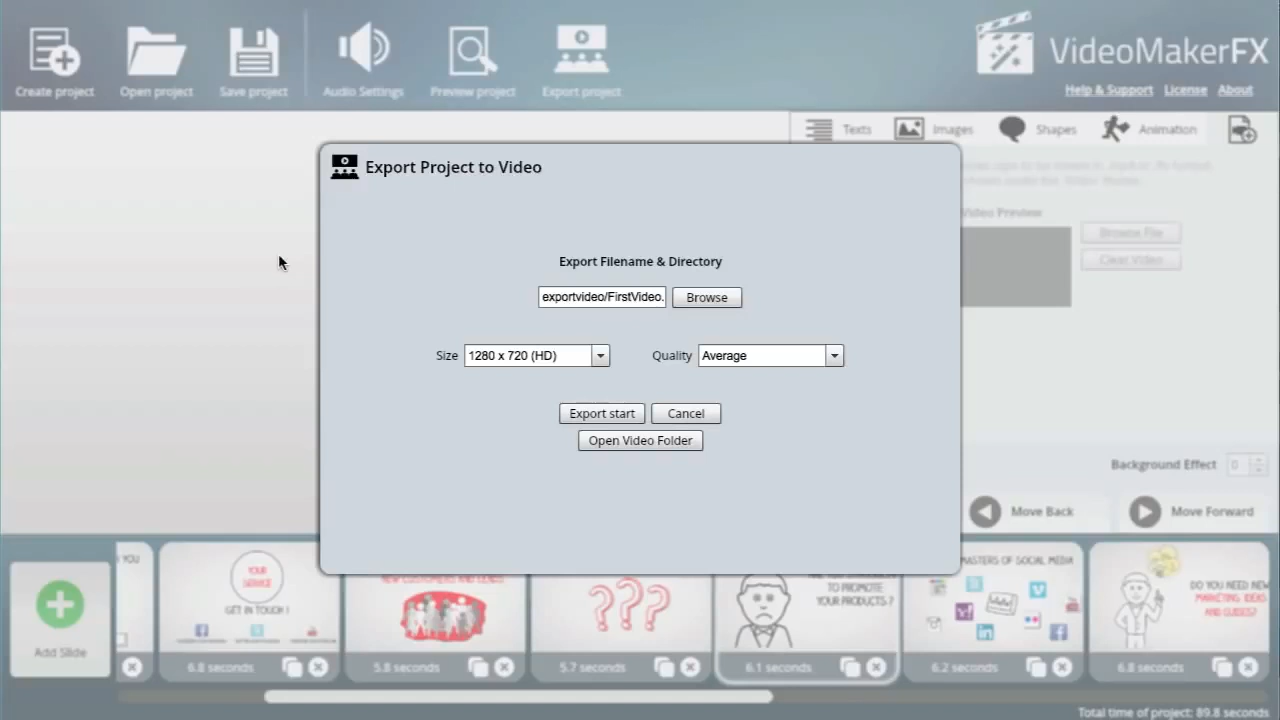 Create project
Open project
Save project
Audio Settings
Preview project
Export project
VideoMakerFX
Help & Support
License
About
Texts
Images
Shapes
Animation
Export Project to Video
Video Preview
Browse File
Clear Video
Export Filename & Directory
exportvideo/FirstVideo.
Browse
Size
1280 x 720 (HD)
Quality
Average
Export start
Cancel
Open Video Folder
Background Effect
0
Move Back
Move Forward
Add Slide
YOU
YOUR
SERVICE
GET IN TOUCH !
6.8 seconds
NEW CUSTOMERS AND LEADS
5.8 seconds
???
5.7 seconds
TO PROMOTE
YOUR PRODUCTS ?
6.1 seconds
MASTERS OF SOCIAL MEDIA
6.2 seconds
DO YOU NEED NEW
MARKETING IDEAS
AND GUIDES?
6.8 seconds
Total time of project: 89.8 seconds